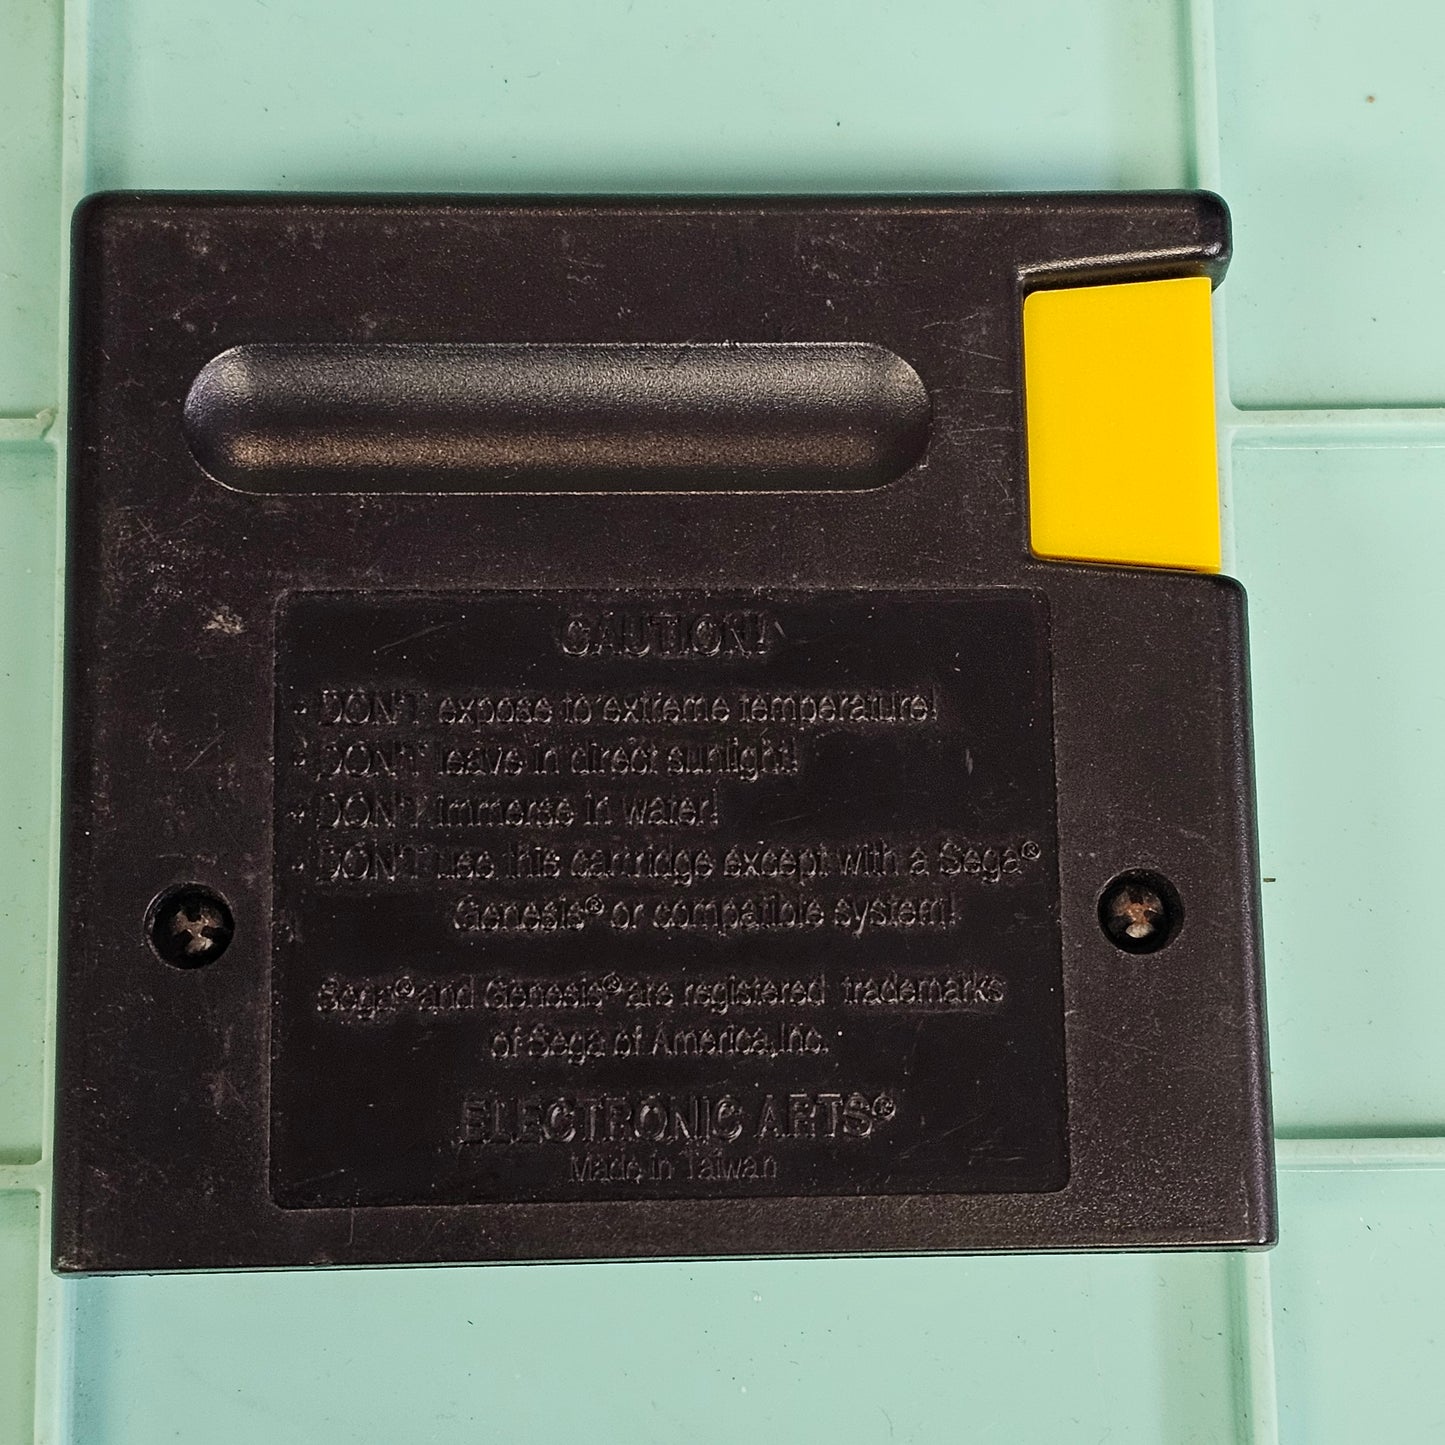 CAUTION!
• DON'T expose to extreme temperature!
• DON'T leave in direct sunlight!
• DON'T immerse in water!
• DON'T use this cartridge except with a Sega®
Genesis® or compatible system!
Sega® and Genesis® are registered trademarks
of Sega of America, Inc.
ELECTRONIC ARTS®
Made in Taiwan